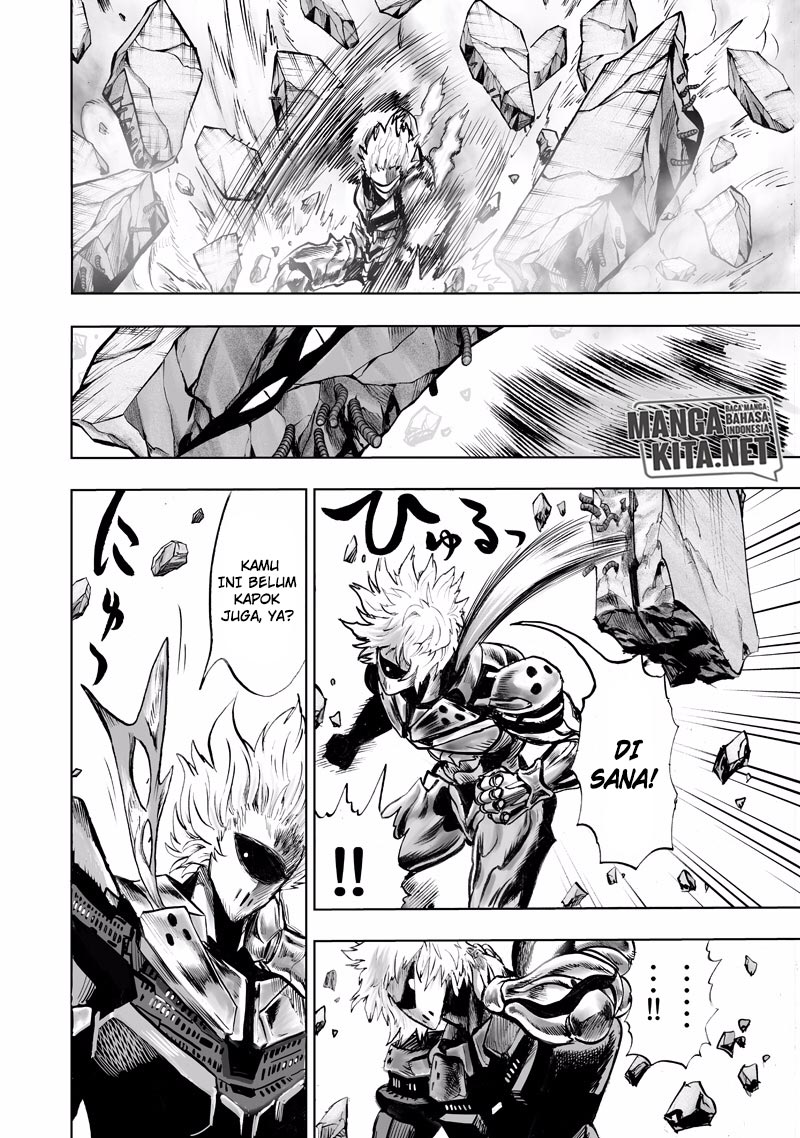 MANGA
BACA MANGA
BAHASA
INDONESIA
KITA.NET
ひゅるっ
DI
SANA!
!!
にゅっ
KAMU
INI BELUM
KAPOK
JUGA, YA?
......!!